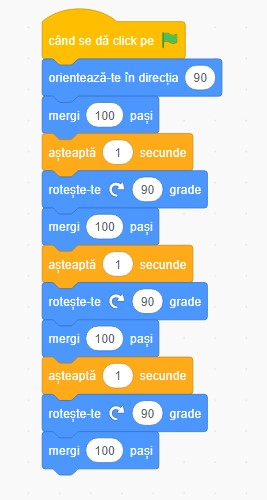 când se dă click pe
orientează-te în direcția 90
mergi 100 pași
așteaptă 1 secunde
rotește-te 90 grade
mergi 100 pași
așteaptă 1 secunde
rotește-te 90 grade
mergi 100 pași
așteaptă 1 secunde
rotește-te 90 grade
mergi 100 pași